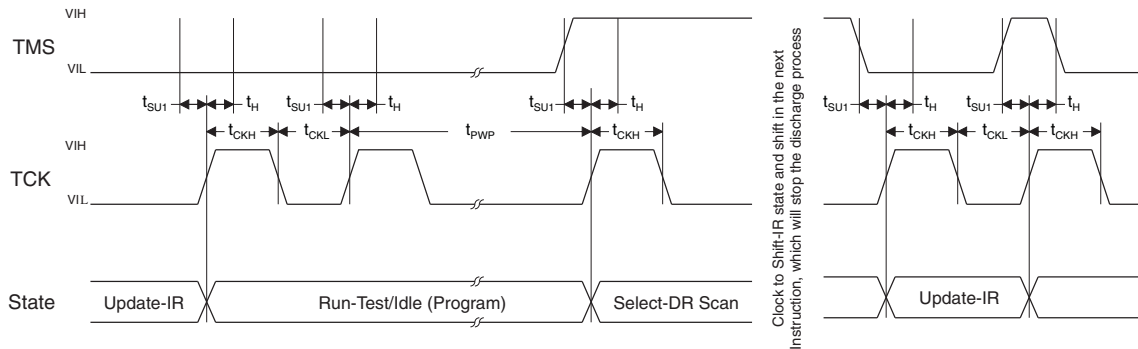 VIH
TMS
VIL
tSU1 tH tSU1 tH tSU1 tH tSU1 tH tSU1 tH
tCKH tCKL tPWP tCKH tCKH tCKL tCKH
VIH
TCK
VIL
State
Update-IR Run-Test/Idle (Program) Select-DR Scan Update-IR
Clock to Shift-IR state and shift in the next
Instruction, which will stop the discharge process